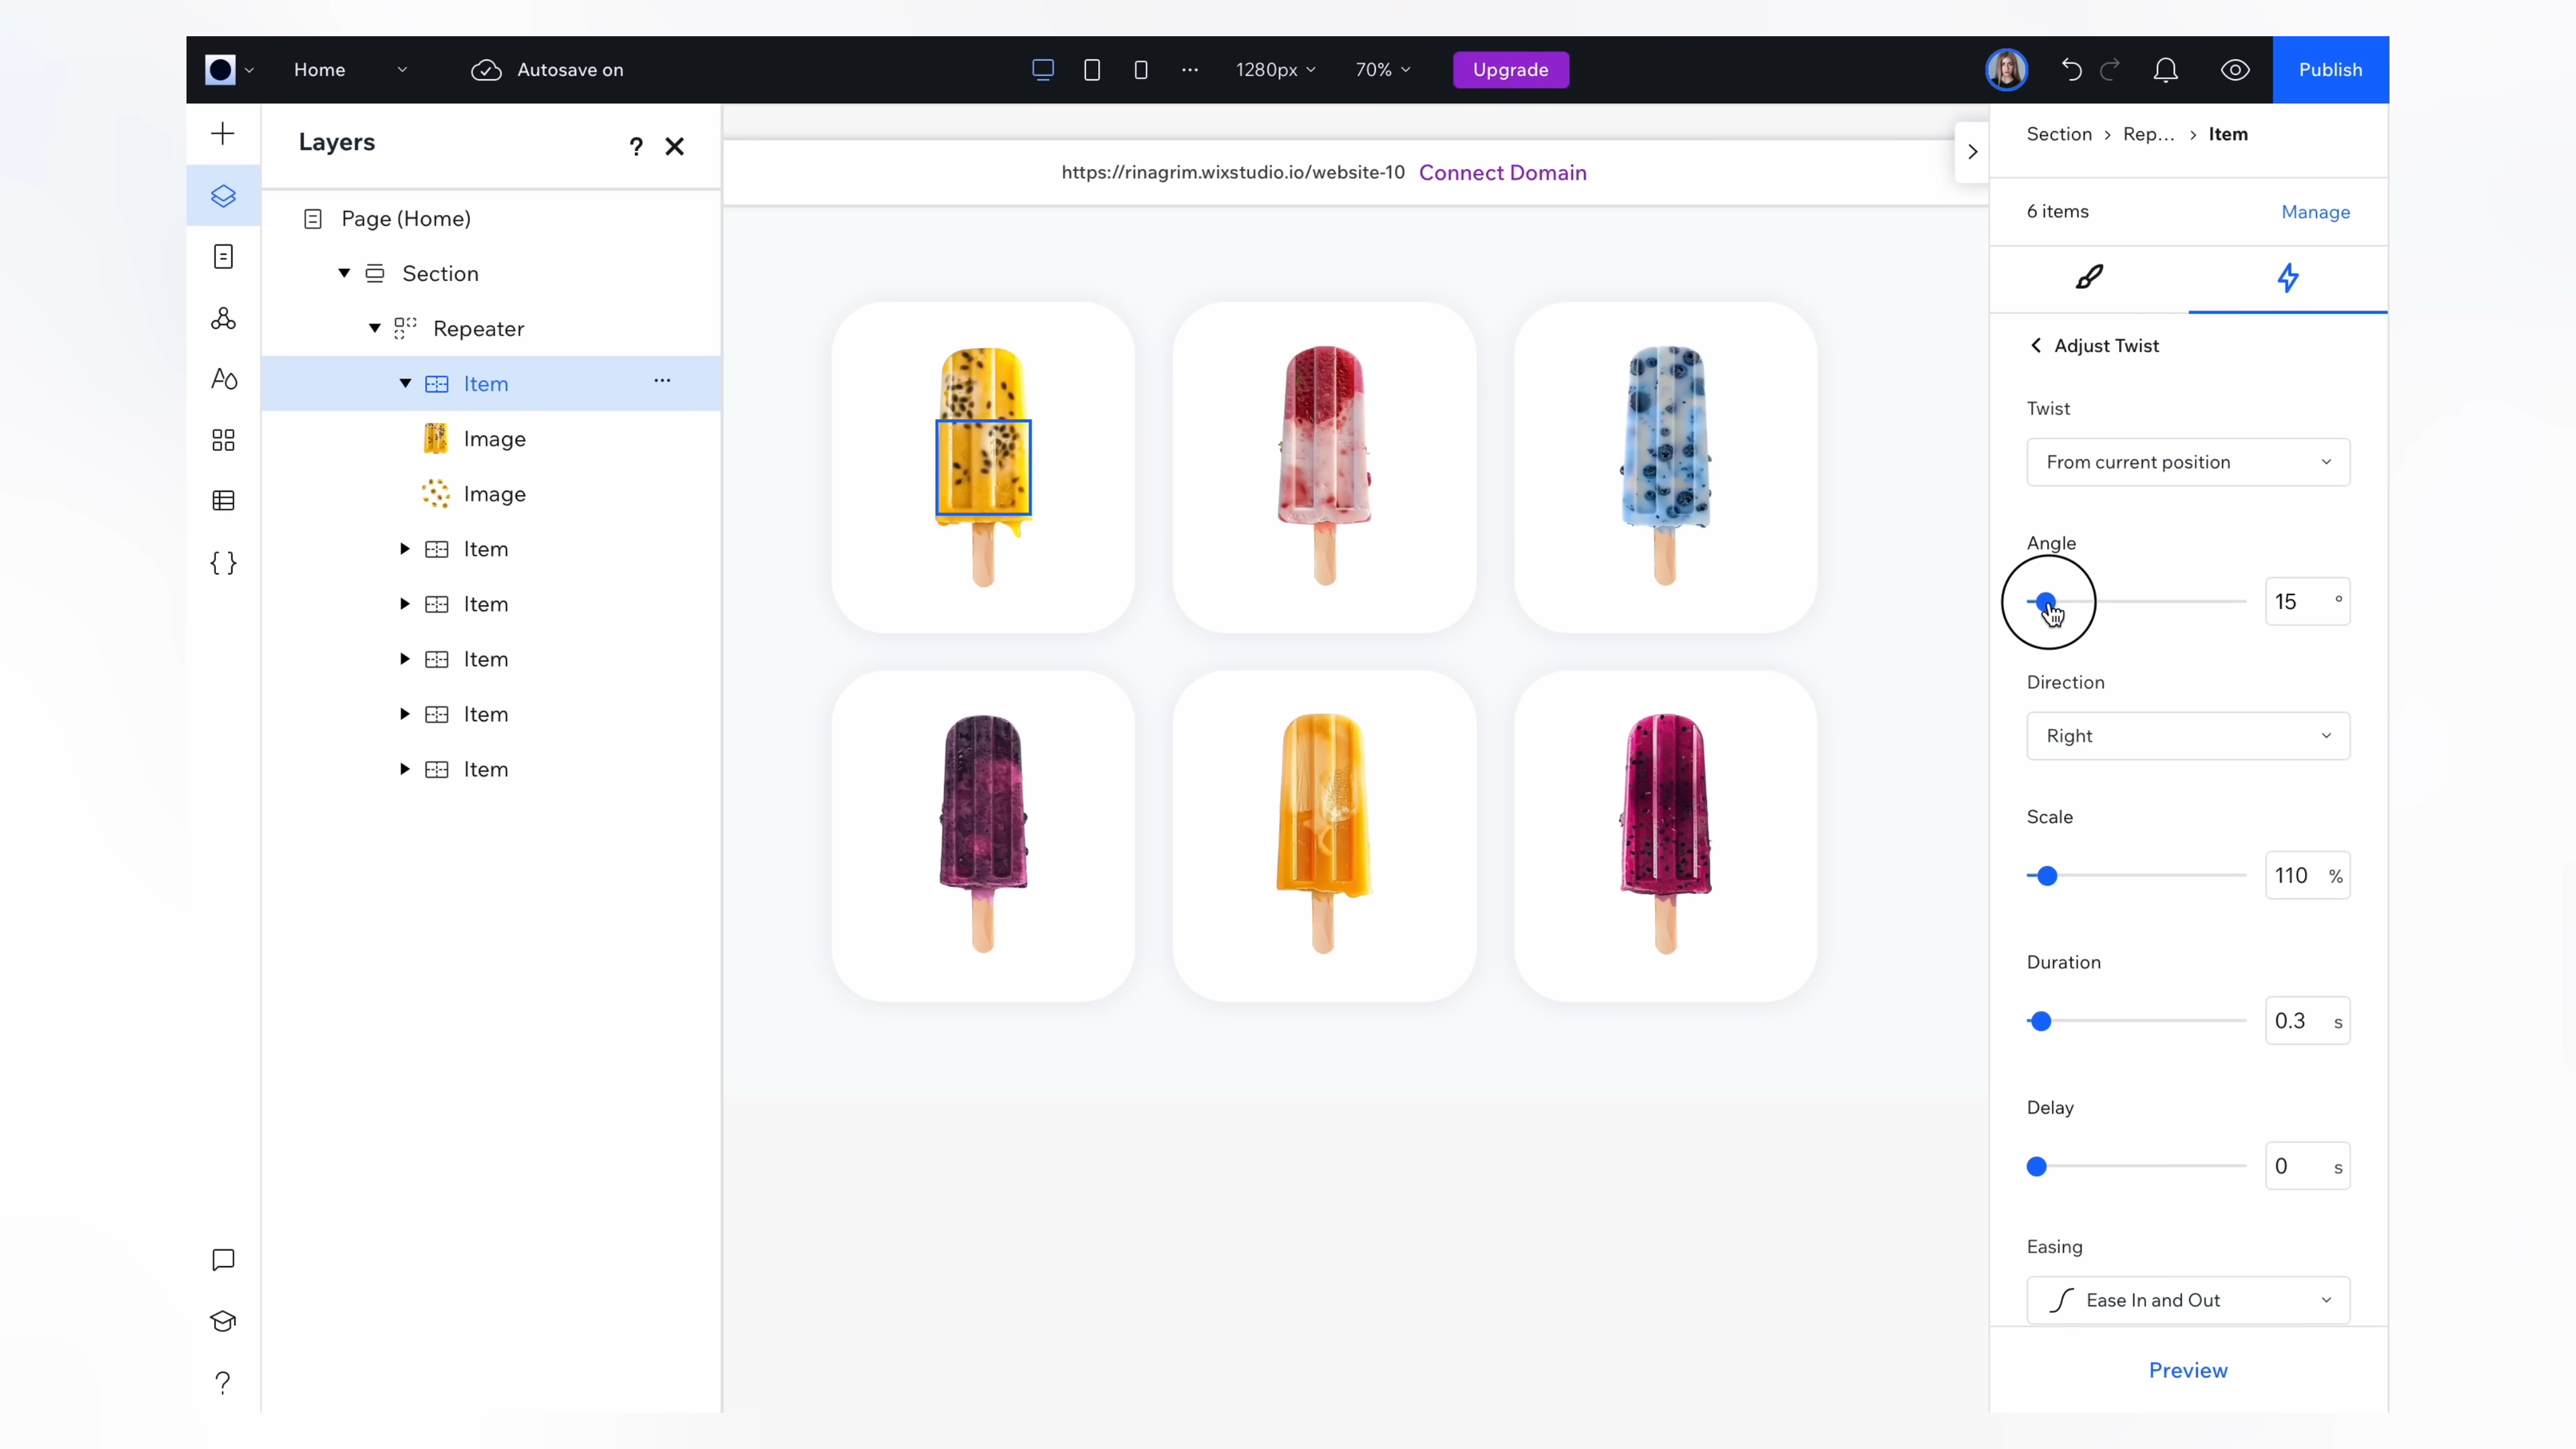 Home
Autosave on
1280px
70%
Upgrade
Publish
Layers
?
https://rinagrim.wixstudio.io/website-10 Connect Domain
Page (Home)
Section
Repeater
Item
Image
Image
Item
Item
Item
Item
Item
Section > Rep... > Item
6 items
Manage
Adjust Twist
Twist
From current position
Angle
15 °
Direction
Right
Scale
110 %
Duration
0.3 s
Delay
0 s
Easing
Ease In and Out
Preview